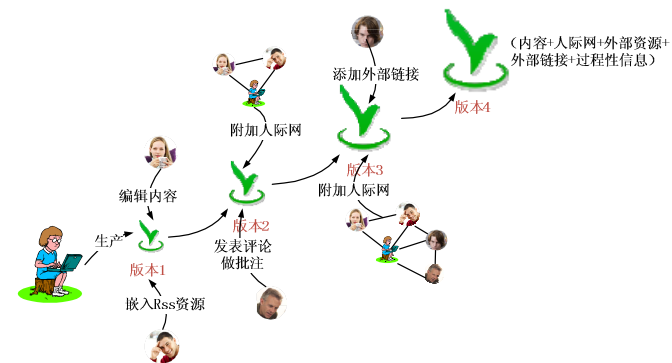 （内容+人际网+外部资源+
外部链接+过程性信息）
添加外部链接
版本4
附加人际网
版本3
附加人际网
编辑内容
版本2
生产
发表评论
做批注
版本1
嵌入Rss资源